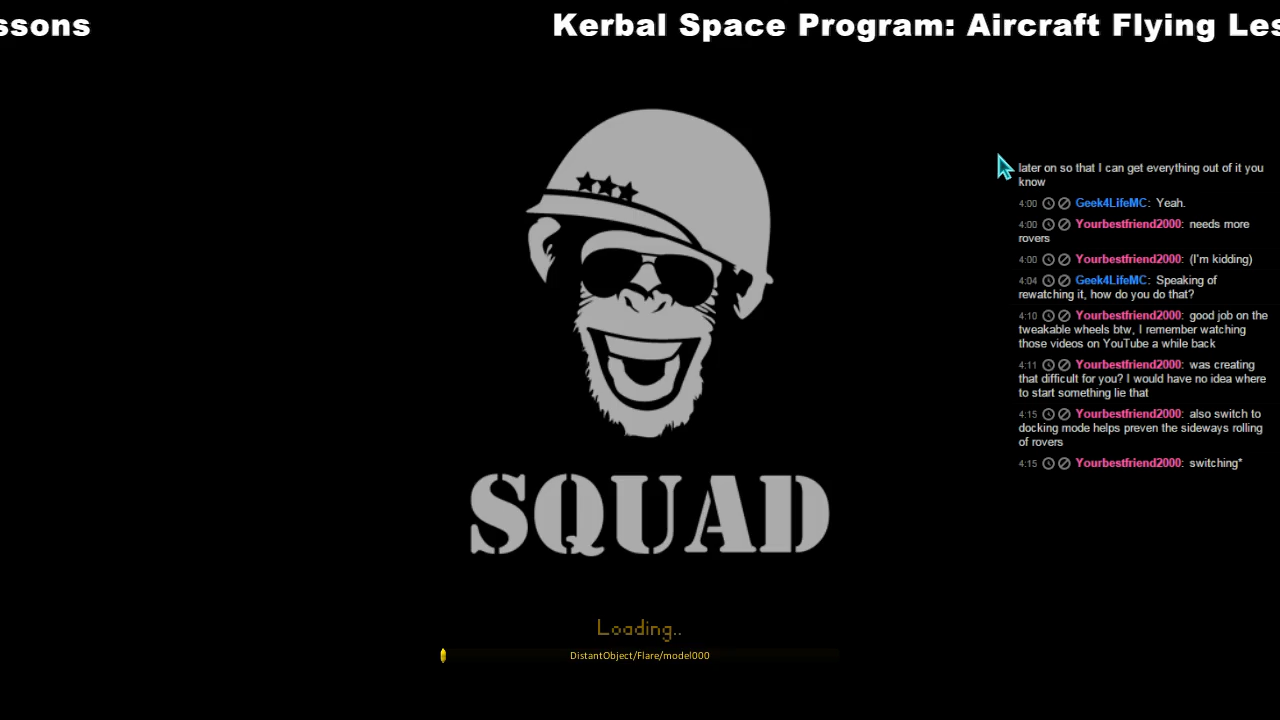 ssons Kerbal Space Program: Aircraft Flying Les
later on so that I can get everything out of it you
know
4:00 Geek4LifeMC: Yeah.
4:00 Yourbestfriend2000: needs more
rovers
4:00 Yourbestfriend2000: (I'm kidding)
4:04 Geek4LifeMC: Speaking of
rewatching it, how do you do that?
4:10 Yourbestfriend2000: good job on the
tweakable wheels btw, I remember watching
those videos on YouTube a while back
4:11 Yourbestfriend2000: was creating
that difficult for you? I would have no idea where
to start something lie that
4:15 Yourbestfriend2000: also switch to
docking mode helps preven the sideways rolling
of rovers
4:15 Yourbestfriend2000: switching*
SQUAD
Loading..
DistantObject/Flare/model000